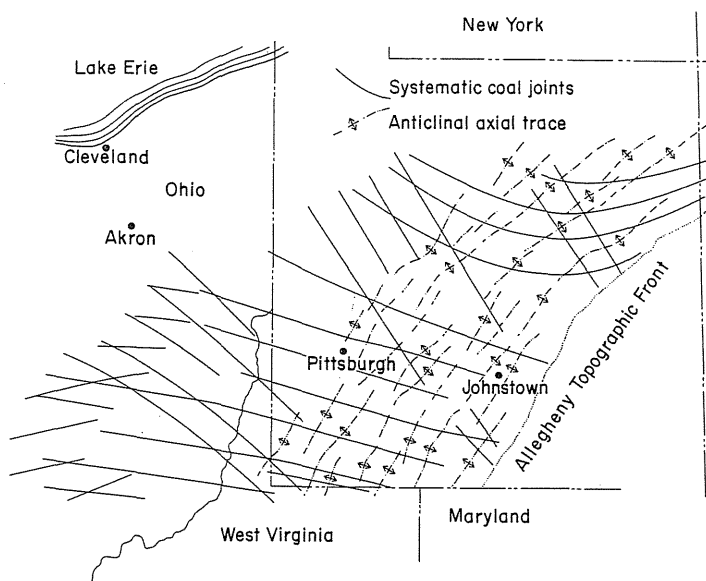 New York
Lake Erie
Systematic coal joints
Anticlinal axial trace
Cleveland
Ohio
Akron
Pittsburgh
Johnstown
Allegheny Topographic Front
West Virginia
Maryland